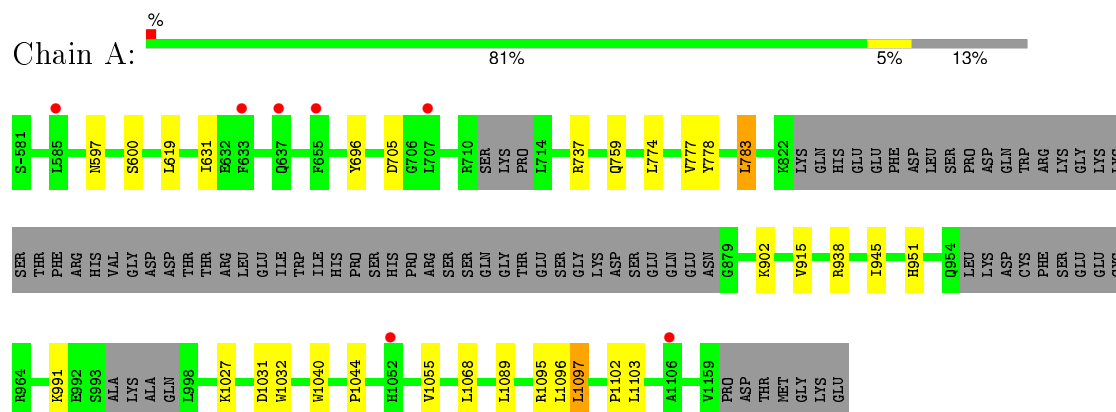 %
Chain A:
81% 5% 13%
S-581 L585 N597 S600 L619 I631 E632 F633 Q637 F655 Y696 D705 G706 L707 R710 SER LYS PRO L714 R737 Q759 L774 V777 Y778 L783 K822 LYS GLN HIS GLU GLU PHE ASP LEU SER PRO ASP GLN TRP ARG LYS GLY LYS
SER THR PHE ARG HIS VAL GLY ASP ASP THR THR ARG LEU GLU ILE TRP ILE HIS PRO SER HIS PRO ARG SER SER GLN GLY THR GLU SER GLY LYS ASP SER GLU GLN GLU ASN G879 K902 V915 R938 I945 H951 Q954 LEU LYS ASP CYS PHE SER GLU GLU
R964 K991 E992 S993 ALA LYS ALA GLN L998 K1027 D1031 W1032 W1040 P1044 H1052 V1055 L1068 L1089 R1095 L1096 L1097 P1102 L1103 A1106 V1159 PRO ASP THR MET GLY LYS GLU